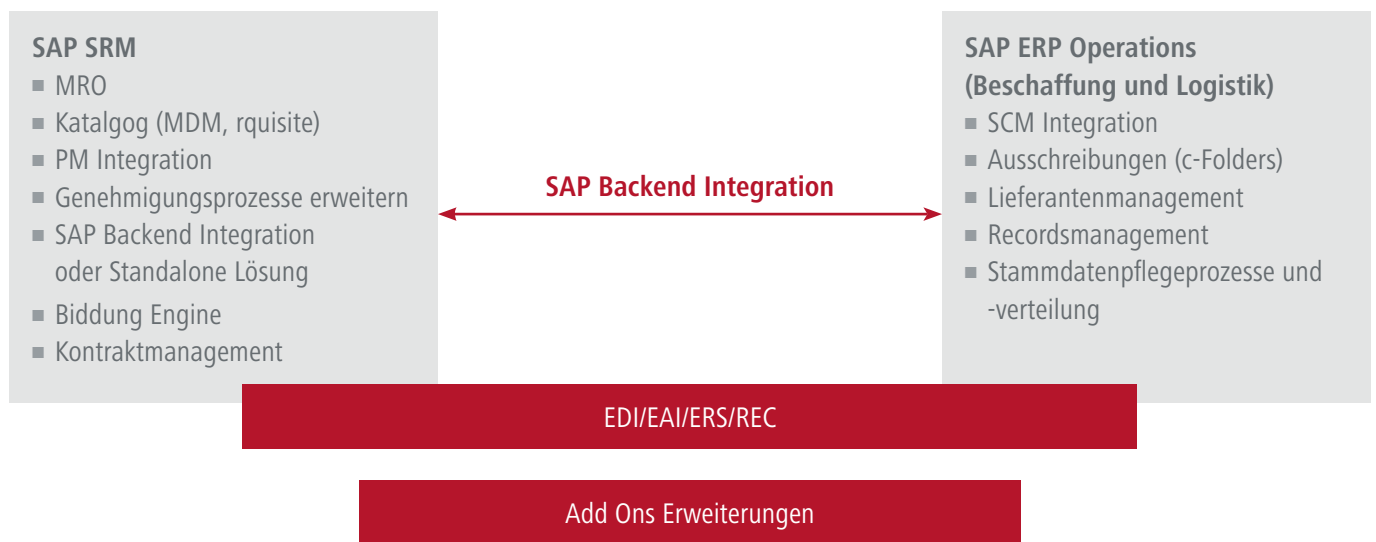 SAP SRM
■ MRO
■ Katalgog (MDM, rquisite)
■ PM Integration
■ Genehmigungsprozesse erweitern
■ SAP Backend Integration
oder Standalone Lösung
■ Biddung Engine
■ Kontraktmanagement
SAP Backend Integration
SAP ERP Operations
(Beschaffung und Logistik)
■ SCM Integration
■ Ausschreibungen (c-Folders)
■ Lieferantenmanagement
■ Recordsmanagement
■ Stammdatenpflegeprozesse und
-verteilung
EDI/EAI/ERS/REC
Add Ons Erweiterungen